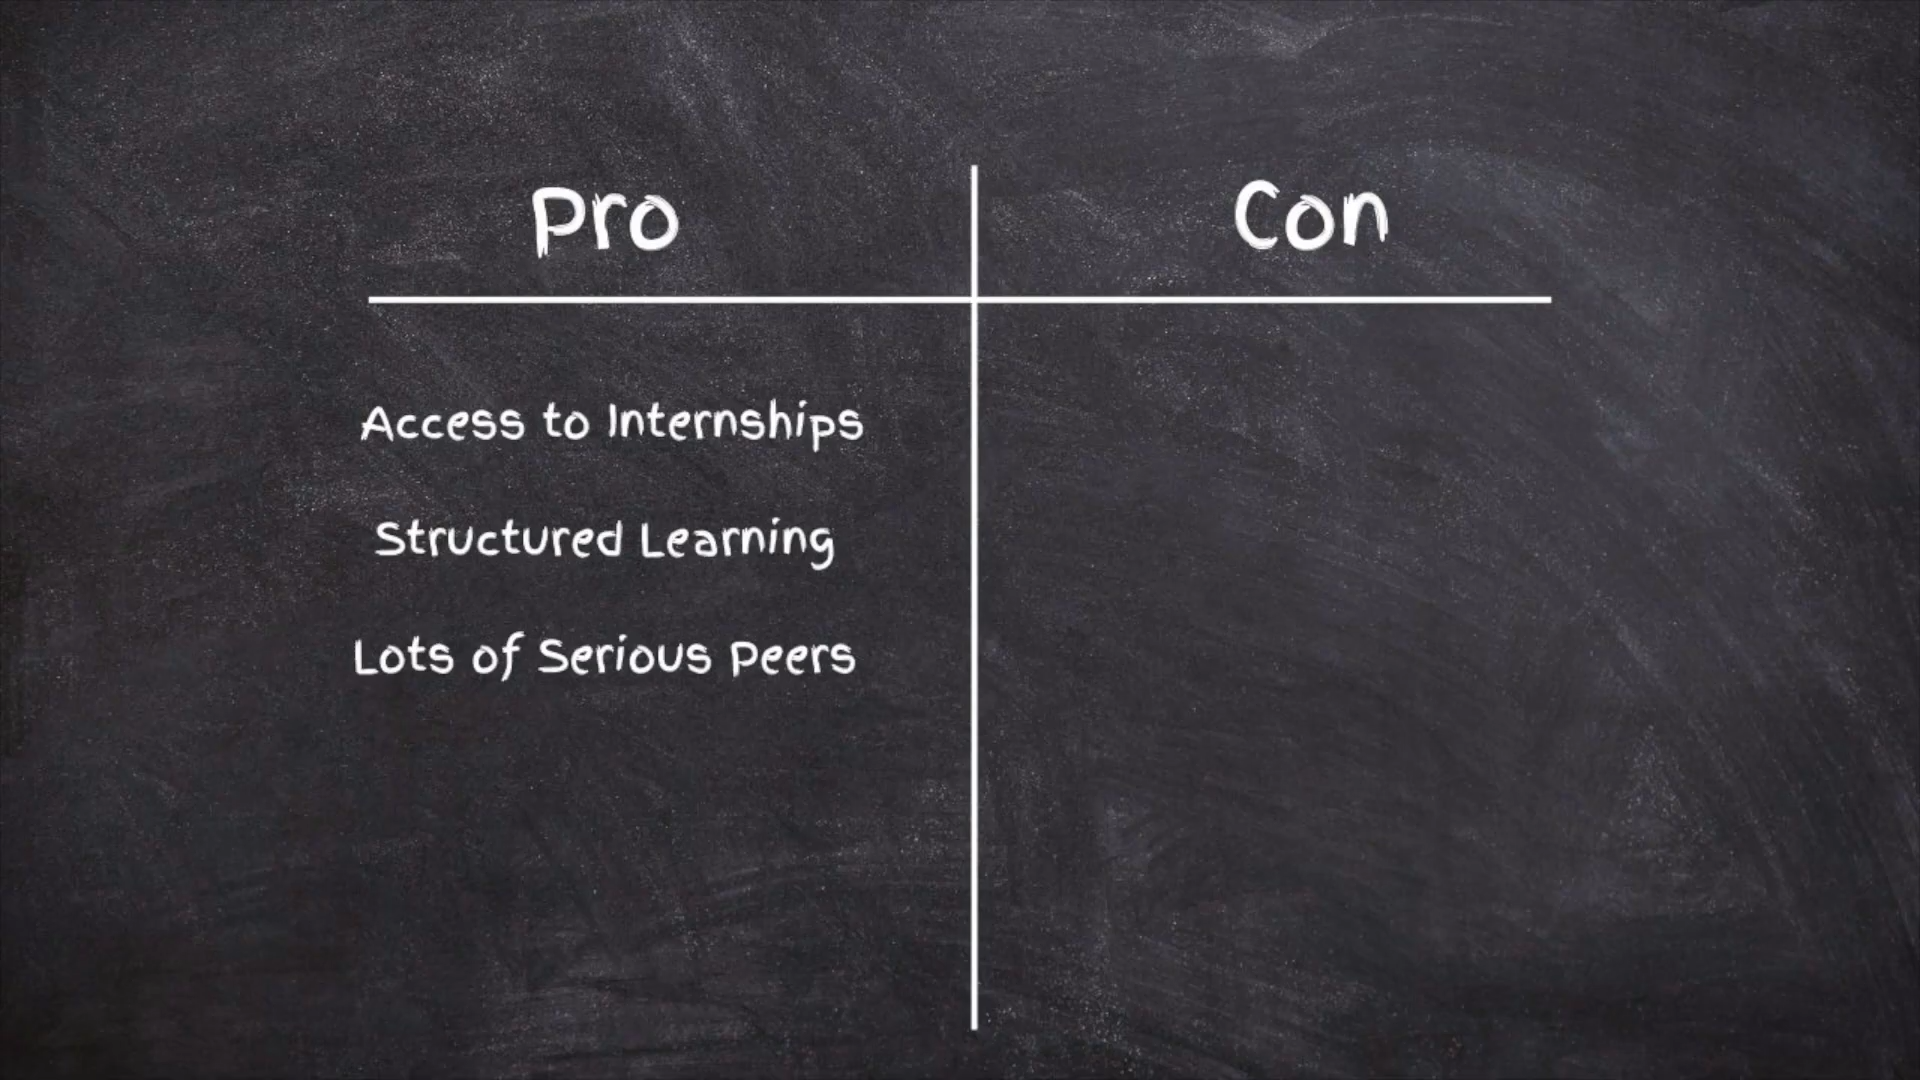 Pro
Con
Access to Internships
Structured Learning
Lots of Serious Peers